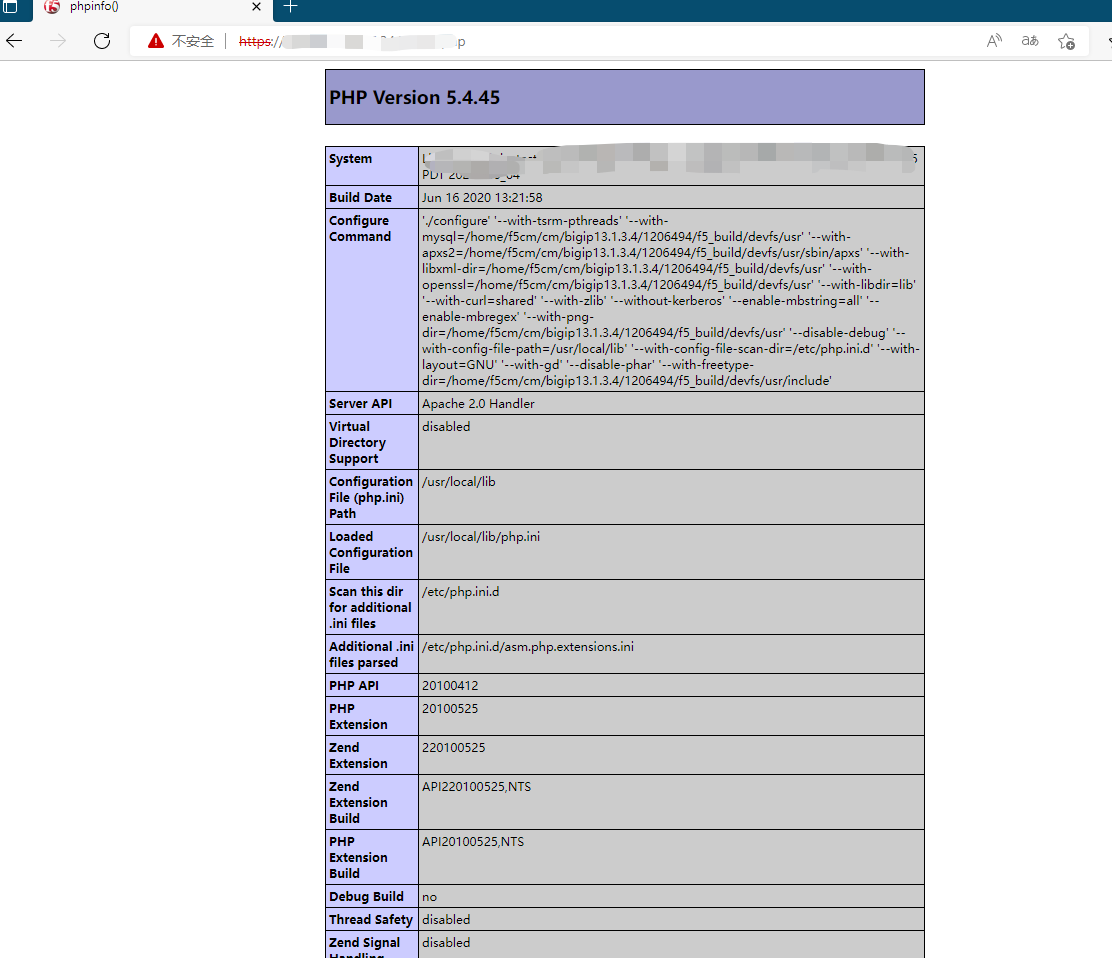 phpinfo()
不安全
https://
PHP Version 5.4.45
System
Build Date
Jun 16 2020 13:21:58
Configure
Command
'./configure' '--with-tsrm-pthreads' '--with-
mysql=/home/f5cm/cm/bigip13.1.3.4/1206494/f5_build/devfs/usr' '--with-
apxs2=/home/f5cm/cm/bigip13.1.3.4/1206494/f5_build/devfs/usr/sbin/apxs' '--with-
libxml-dir=/home/f5cm/cm/bigip13.1.3.4/1206494/f5_build/devfs/usr' '--with-
openssl=/home/f5cm/cm/bigip13.1.3.4/1206494/f5_build/devfs/usr' '--with-libdir=lib'
'--with-curl=shared' '--with-zlib' '--without-kerberos' '--enable-mbstring=all' '--
enable-mbregex' '--with-png-
dir=/home/f5cm/cm/bigip13.1.3.4/1206494/f5_build/devfs/usr' '--disable-debug' '--
with-config-file-path=/usr/local/lib' '--with-config-file-scan-dir=/etc/php.ini.d' '--with-
layout=GNU' '--with-gd' '--disable-phar' '--with-freetype-
dir=/home/f5cm/cm/bigip13.1.3.4/1206494/f5_build/devfs/usr/include'
Server API
Apache 2.0 Handler
Virtual
Directory
Support
disabled
Configuration
File (php.ini)
Path
/usr/local/lib
Loaded
Configuration
File
/usr/local/lib/php.ini
Scan this dir
for additional
.ini files
/etc/php.ini.d
Additional .ini
files parsed
/etc/php.ini.d/asm.php.extensions.ini
PHP API
20100412
PHP
Extension
20100525
Zend
Extension
220100525
Zend
Extension
Build
API220100525,NTS
PHP
Extension
Build
API20100525,NTS
Debug Build
no
Thread Safety
disabled
Zend Signal
Handling
disabled